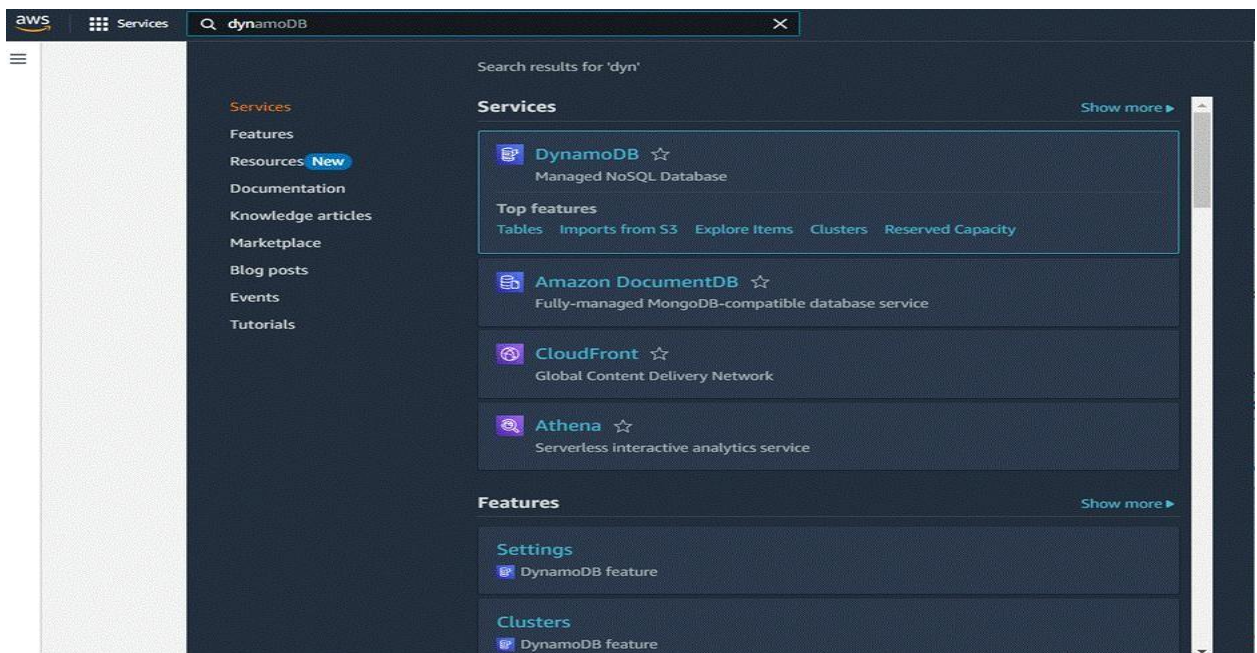 aws
Services
dynamoDB
Search results for 'dyn'
Services
Features
Resources New
Documentation
Knowledge articles
Marketplace
Blog posts
Events
Tutorials
Services
Show more
DynamoDB
Managed NoSQL Database
Top features
Tables Imports from S3 Explore Items Clusters Reserved Capacity
Amazon DocumentDB
Fully-managed MongoDB-compatible database service
CloudFront
Global Content Delivery Network
Athena
Serverless interactive analytics service
Features
Show more
Settings
DynamoDB feature
Clusters
DynamoDB feature